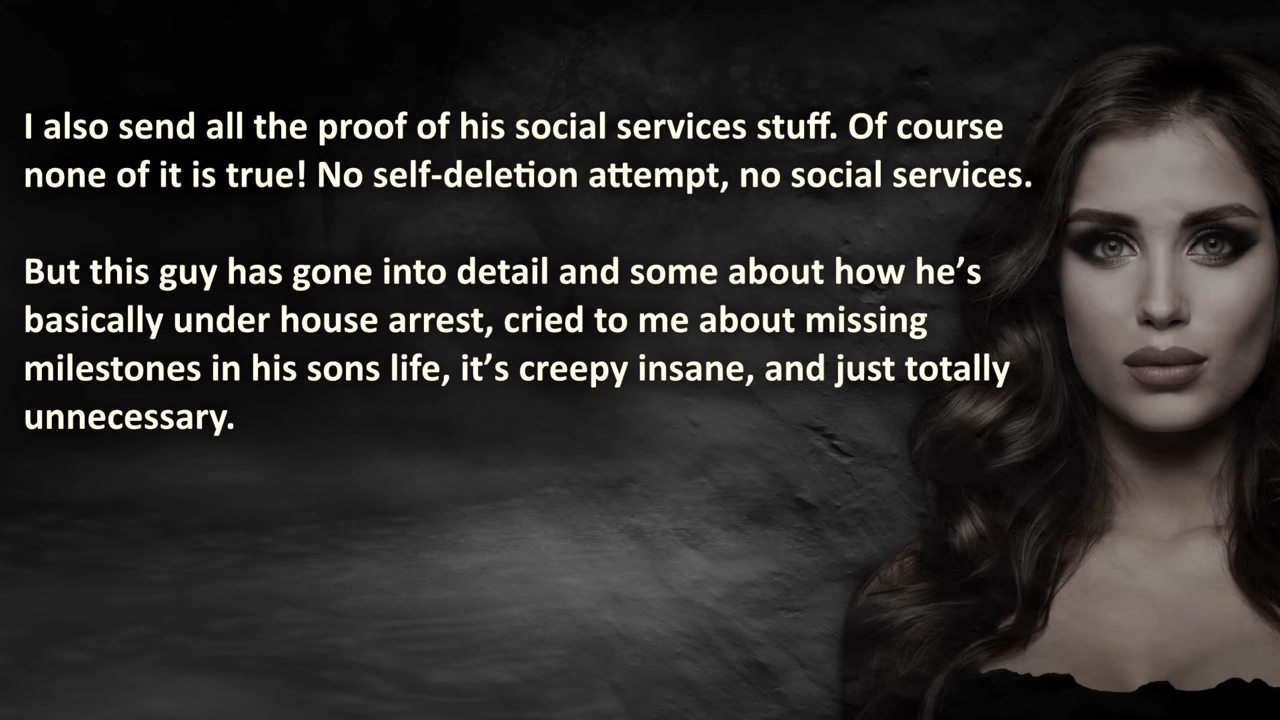 I also send all the proof of his social services stuff. Of course
none of it is true! No self-deletion attempt, no social services.
But this guy has gone into detail and some about how he’s
basically under house arrest, cried to me about missing
milestones in his sons life, it’s creepy insane, and just totally
unnecessary.